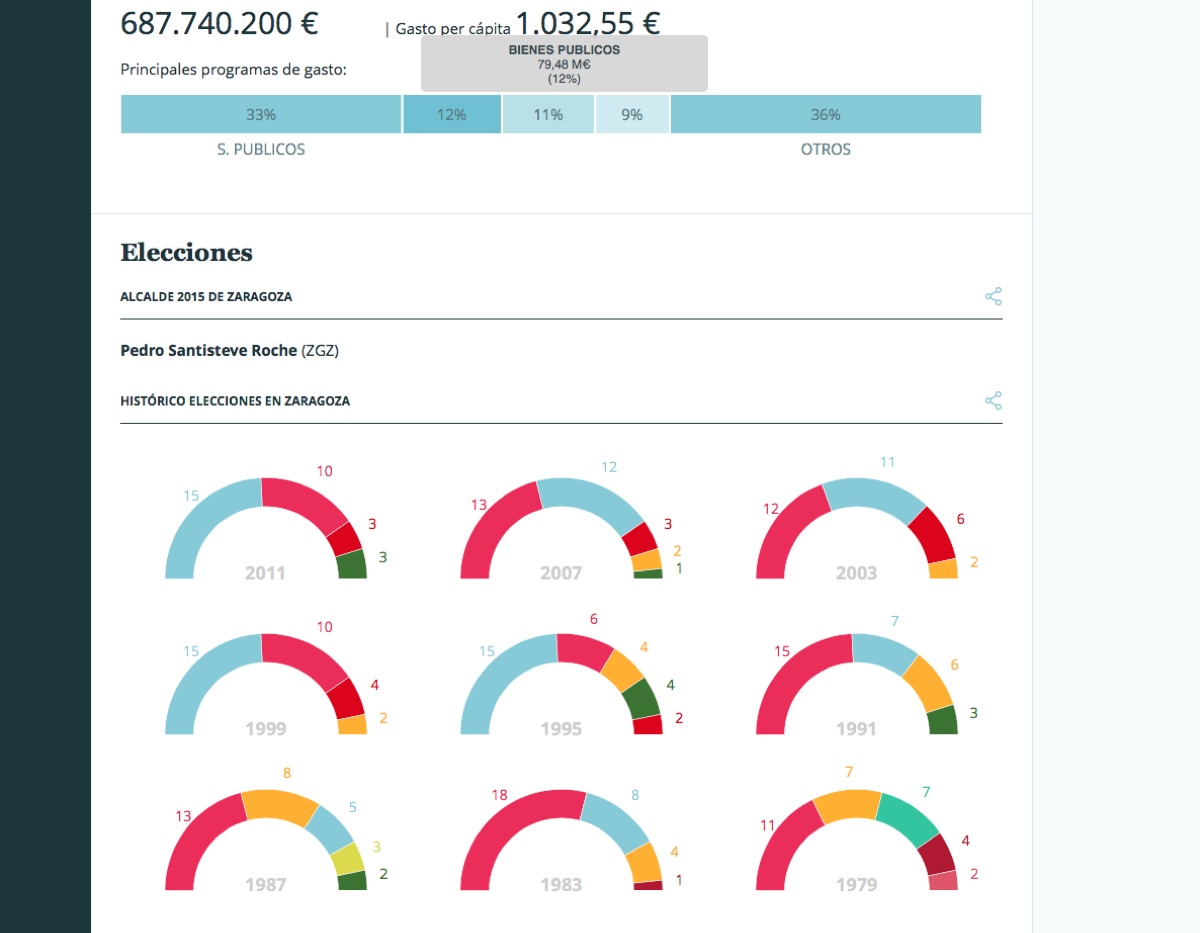 687.740.200 € | Gasto per cápita 1.032,55 €
BIENES PUBLICOS
79,48 M€
(12%)
Principales programas de gasto:
33% 12% 11% 9% 36%
S. PUBLICOS OTROS
Elecciones
ALCALDE 2015 DE ZARAGOZA
Pedro Santisteve Roche (ZGZ)
HISTÓRICO ELECCIONES EN ZARAGOZA
15 10 3 3 2011
13 12 3 2 1 2007
12 11 6 2 2003
15 10 4 2 1999
15 6 4 4 2 1995
15 7 6 3 1991
13 8 5 3 2 1987
18 8 4 1 1983
11 7 7 4 2 1979